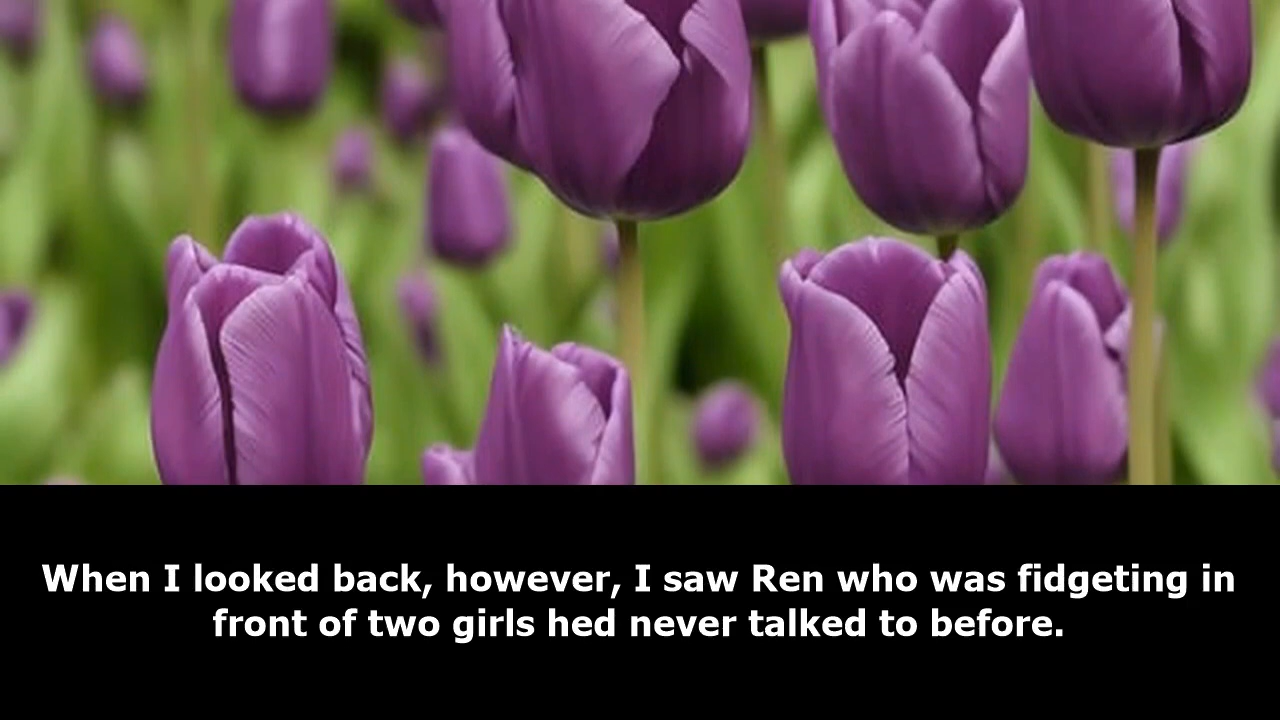 When I looked back, however, I saw Ren who was fidgeting in
front of two girls hed never talked to before.